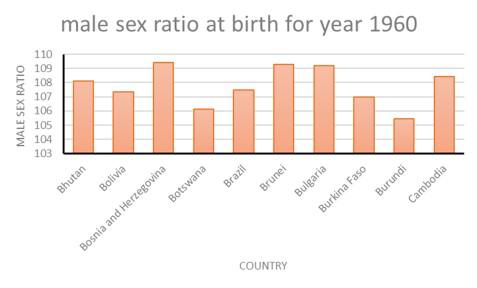 male sex ratio at birth for year 1960
MALE SEX RATIO
110
109
108
107
106
105
104
103
Bhutan
Bolivia
Bosnia and Herzegovina
Botswana
Brazil
Brunei
Bulgaria
Burkina Faso
Burundi
Cambodia
COUNTRY